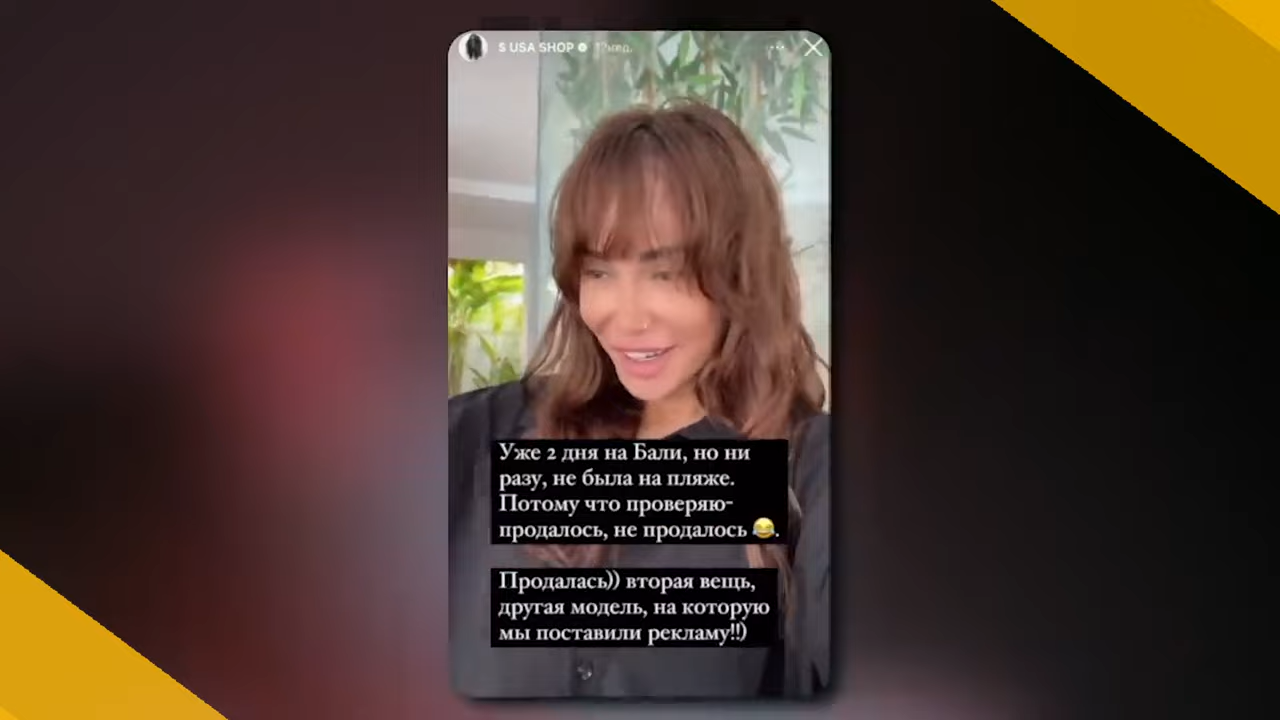 $ USA SHOP
Уже 2 дня на Бали, но ни
разу, не была на пляже.
Потому что проверяю-
продалось, не продалось 😂.
Продалась)) вторая вещь,
другая модель, на которую
мы поставили рекламу!!)